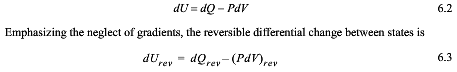 dU = dQ – PdV 6.2
Emphasizing the neglect of gradients, the reversible differential change between states is
dU_rev = dQ_rev – (PdV)_rev 6.3